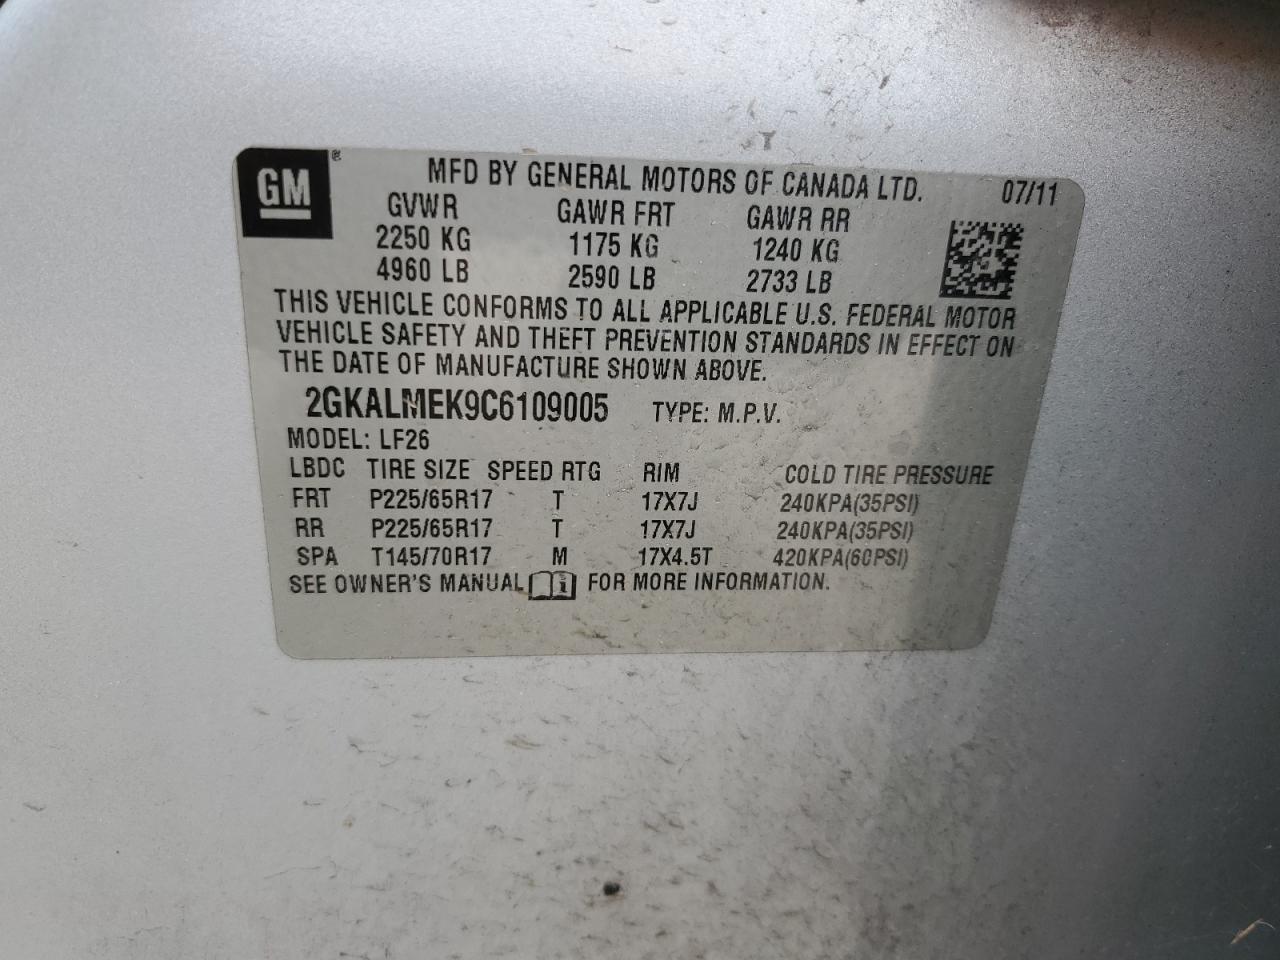 GM ®
MFD BY GENERAL MOTORS OF CANADA LTD. 07/11
GVWR GAWR FRT GAWR RR
2250 KG 1175 KG 1240 KG
4960 LB 2590 LB 2733 LB
THIS VEHICLE CONFORMS TO ALL APPLICABLE U.S. FEDERAL MOTOR
VEHICLE SAFETY AND THEFT PREVENTION STANDARDS IN EFFECT ON
THE DATE OF MANUFACTURE SHOWN ABOVE.
2GKALMEK9C6109005 TYPE: M.P.V.
MODEL: LF26
LBDC TIRE SIZE SPEED RTG RIM COLD TIRE PRESSURE
FRT P225/65R17 T 17X7J 240KPA(35PSI)
RR P225/65R17 T 17X7J 240KPA(35PSI)
SPA T145/70R17 M 17X4.5T 420KPA(60PSI)
SEE OWNER'S MANUAL i FOR MORE INFORMATION.